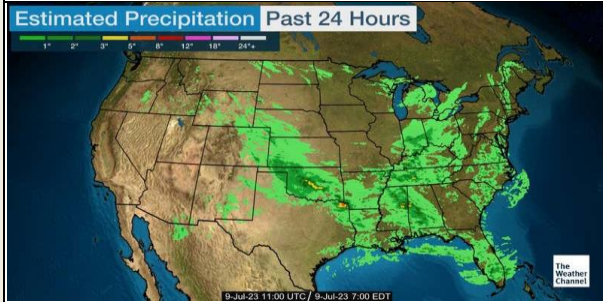 Estimated Precipitation Past 24 Hours
1" 2" 3" 5" 8" 12" 18" 24"+
The
Weather
Channel
9-Jul-23 11:00 UTC / 9-Jul-23 7:00 EDT